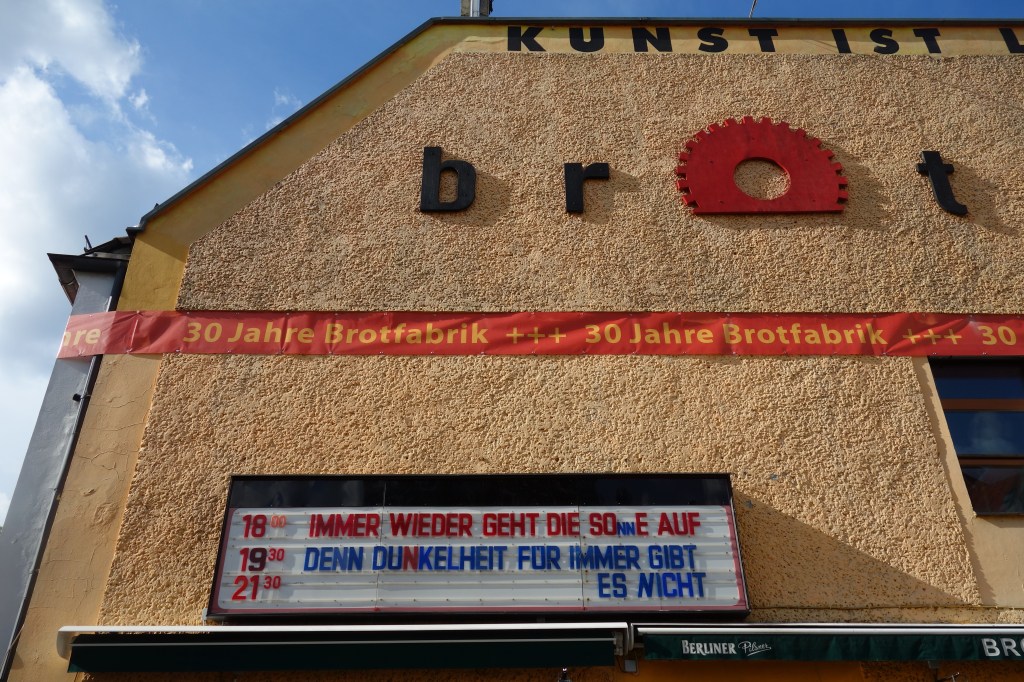 KUNST IST
br t
re +++ 30 Jahre Brotfabrik +++ 30 Jahre Brotfabrik +++ 30
18 00 IMMER WIEDER GEHT DIE SONNE AUF
19 30 DENN DUNKELHEIT FÜR IMMER GIBT
21 30 ES NICHT
BERLINER Pilsner